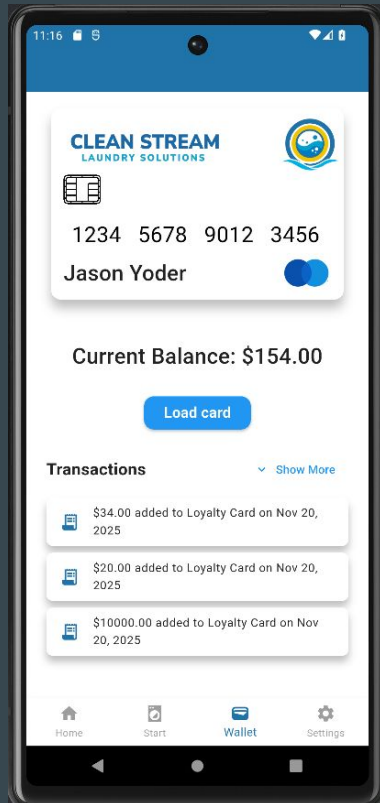 11:16
CLEAN STREAM
LAUNDRY SOLUTIONS
1234 5678 9012 3456
Jason Yoder
Current Balance: $154.00
Load card
Transactions
Show More
$34.00 added to Loyalty Card on Nov 20,
2025
$20.00 added to Loyalty Card on Nov 20,
2025
$10000.00 added to Loyalty Card on Nov
20, 2025
Home Start Wallet Settings